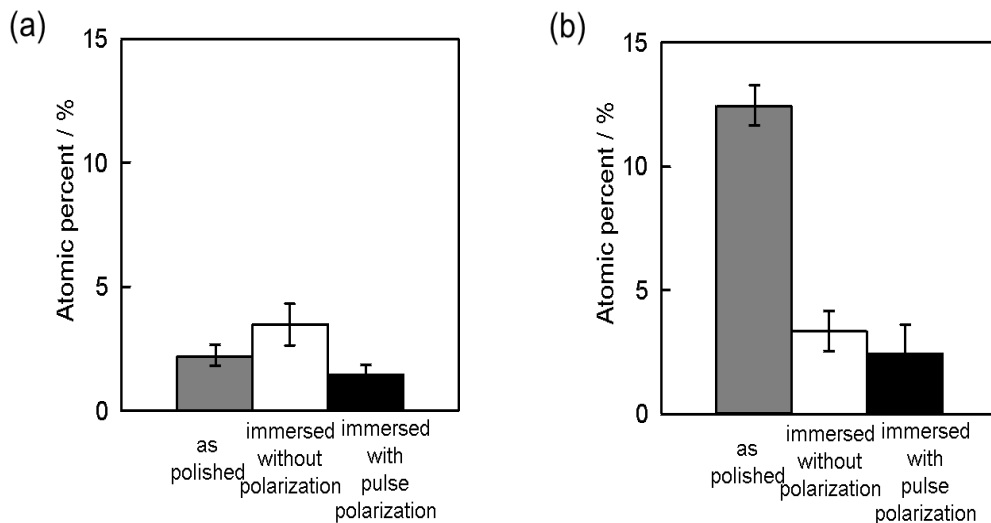 (a)
15
10
5
0
Atomic percent / %
as
polished
immersed
without
polarization
immersed
with
pulse
polarization
(b)
15
10
5
0
Atomic percent / %
as
polished
immersed
without
polarization
immersed
with pulse
polarization